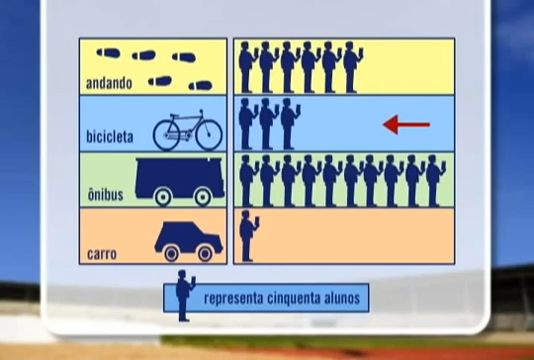 andando
bicicleta
ônibus
carro
representa cinquenta alunos